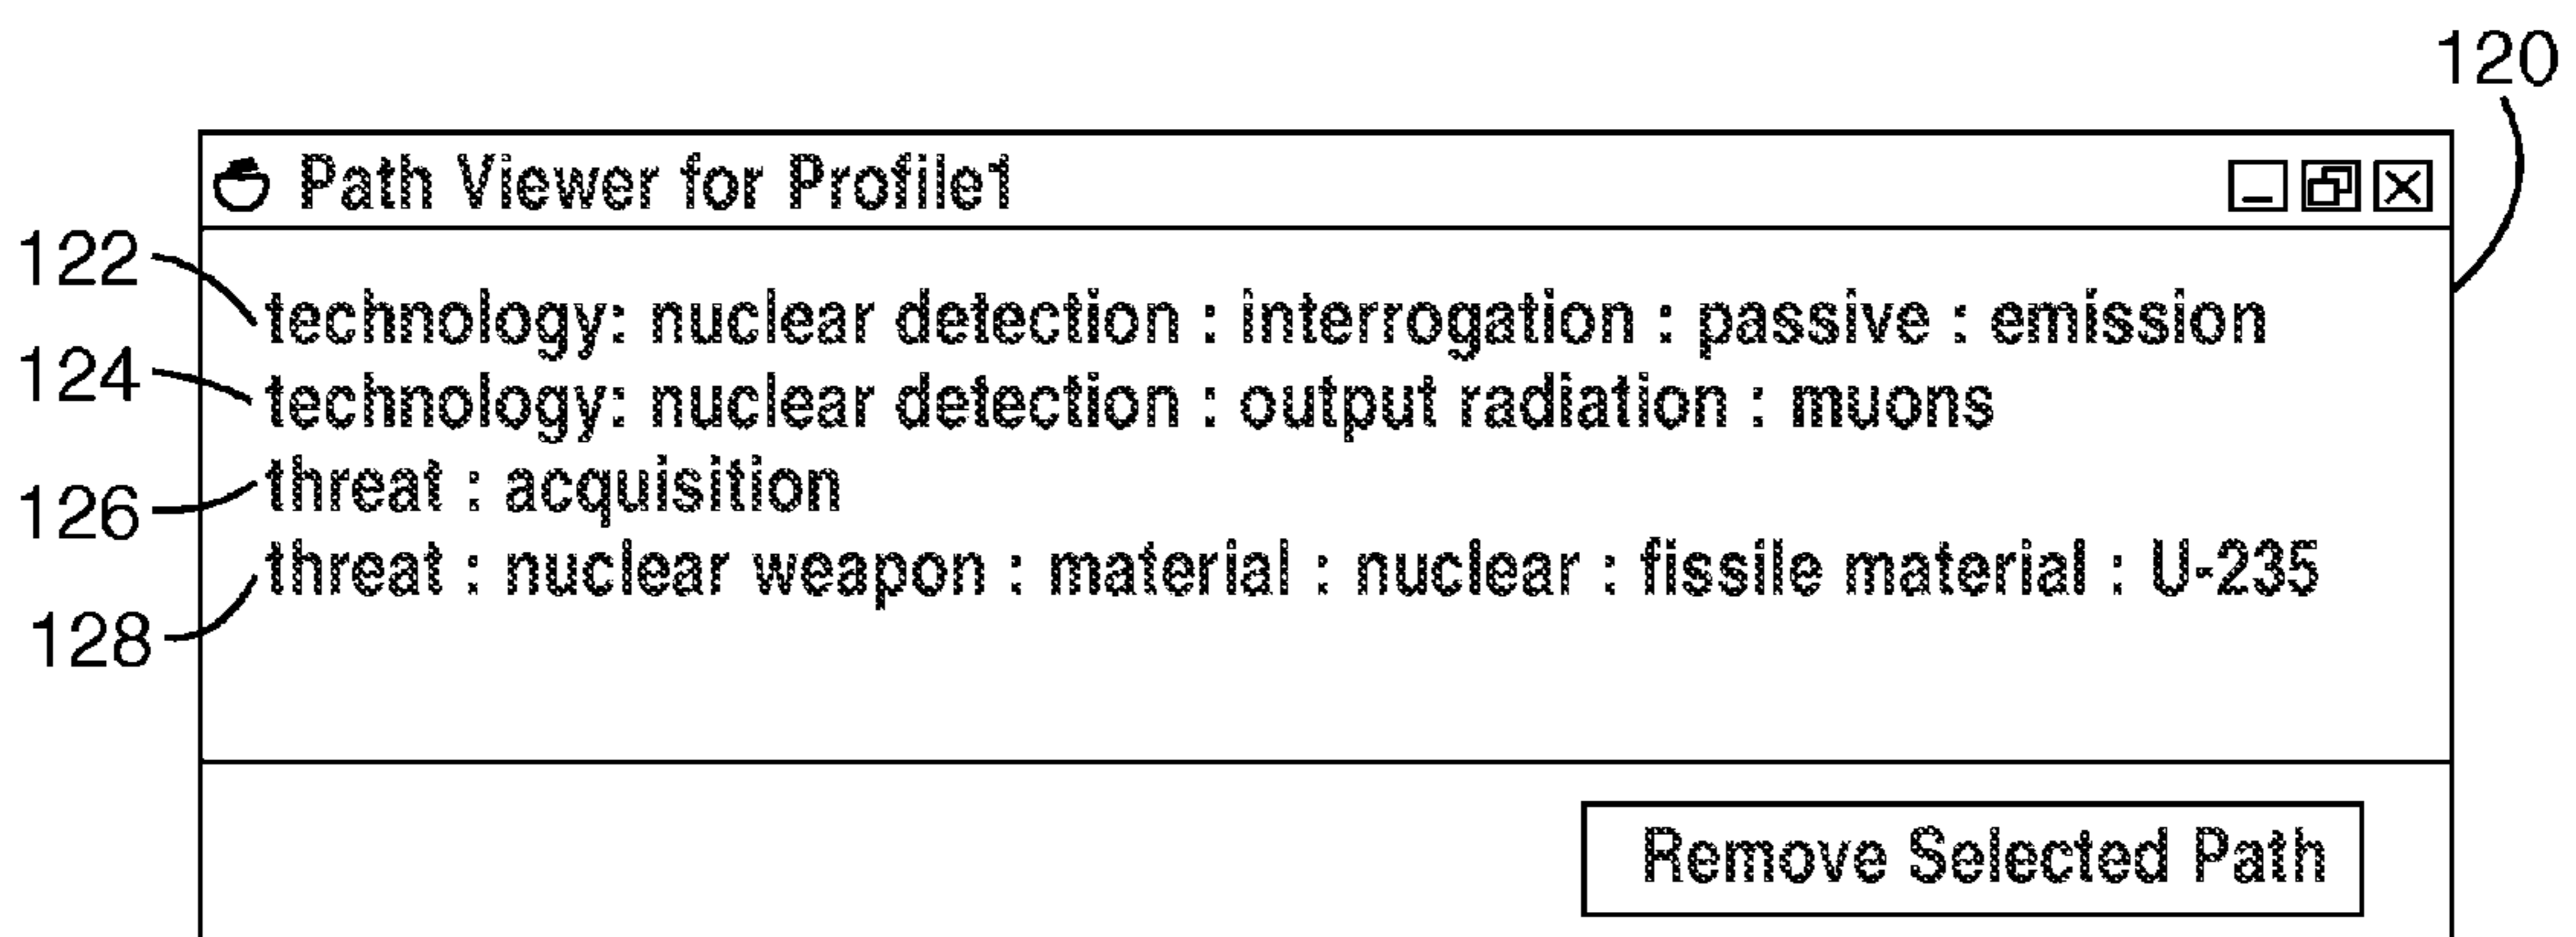 120
Path Viewer for Profile1
122
technology: nuclear detection : interrogation : passive : emission
124
technology: nuclear detection : output radiation : muons
126
threat : acquisition
128
threat : nuclear weapon : material : nuclear : fissile material : U-235
Remove Selected Path